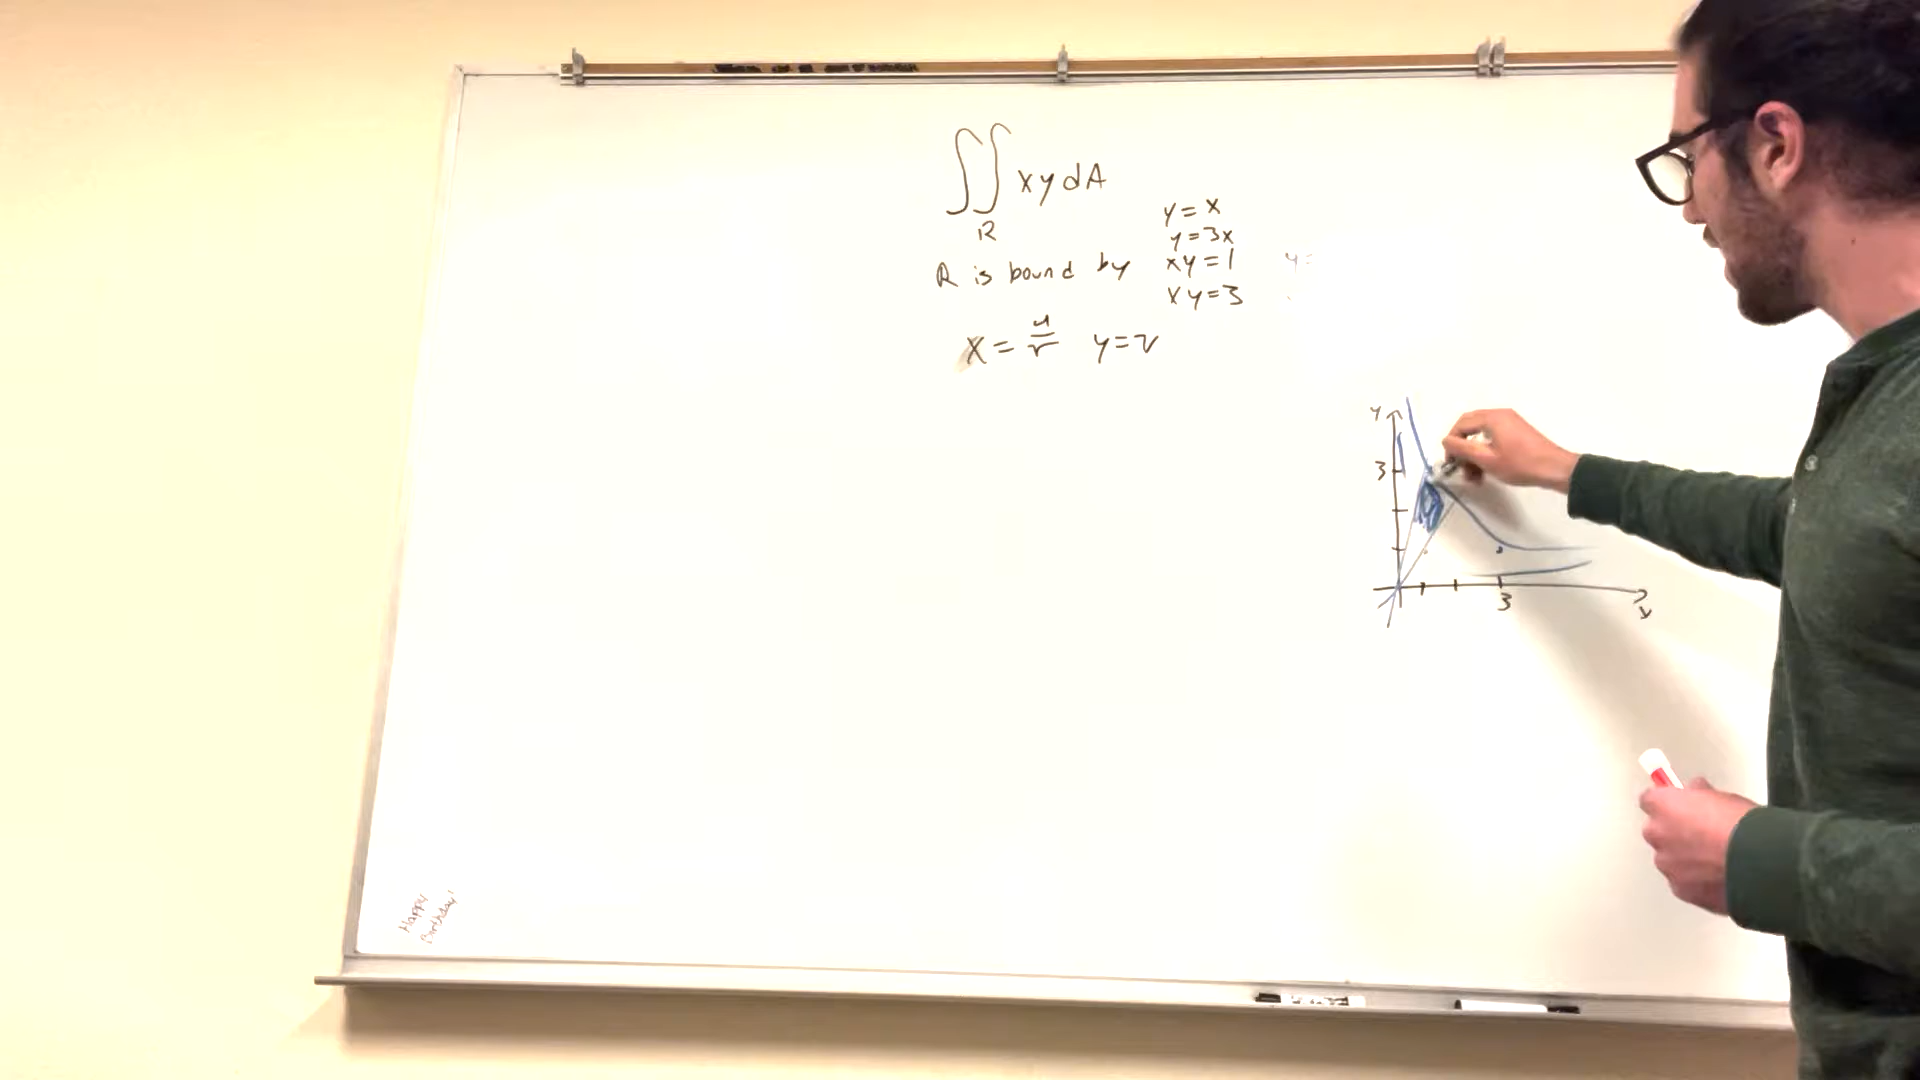 ∬ xy dA
R
y = x
y = 3x
R is bound by xy = 1
xy = 3
x = u/v y = v
y
3
3
x
Happy
Birthday!